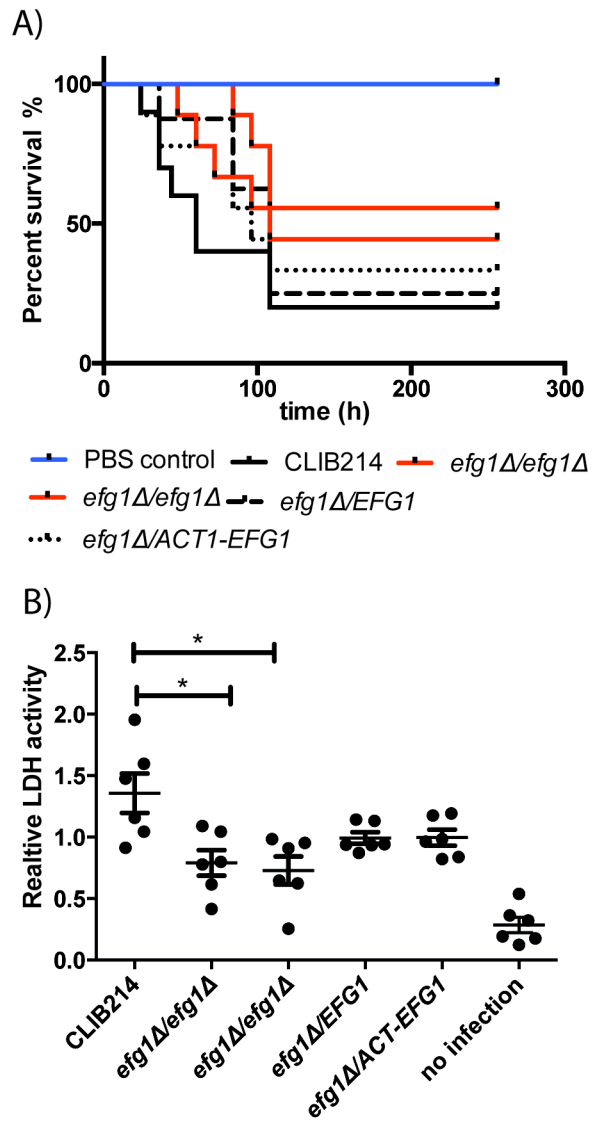 A)
Percent survival %
100
50
0
0 100 200 300
time (h)
PBS control CLIB214 efg1Δ/efg1Δ
efg1Δ/efg1Δ efg1Δ/EFG1
efg1Δ/ACT1-EFG1
B)
Realtive LDH activity
2.5
2.0
1.5
1.0
0.5
0.0
*
*
CLIB214
efg1Δ/efg1Δ
efg1Δ/efg1Δ
efg1Δ/EFG1
efg1Δ/ACT-EFG1
no infection